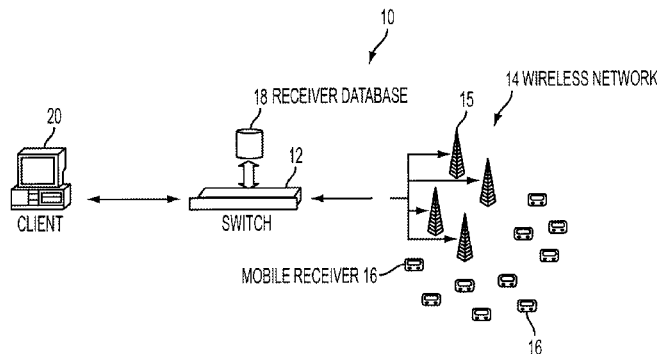 10
18 RECEIVER DATABASE
15
14 WIRELESS NETWORK
20
12
CLIENT
SWITCH
MOBILE RECEIVER 16
16